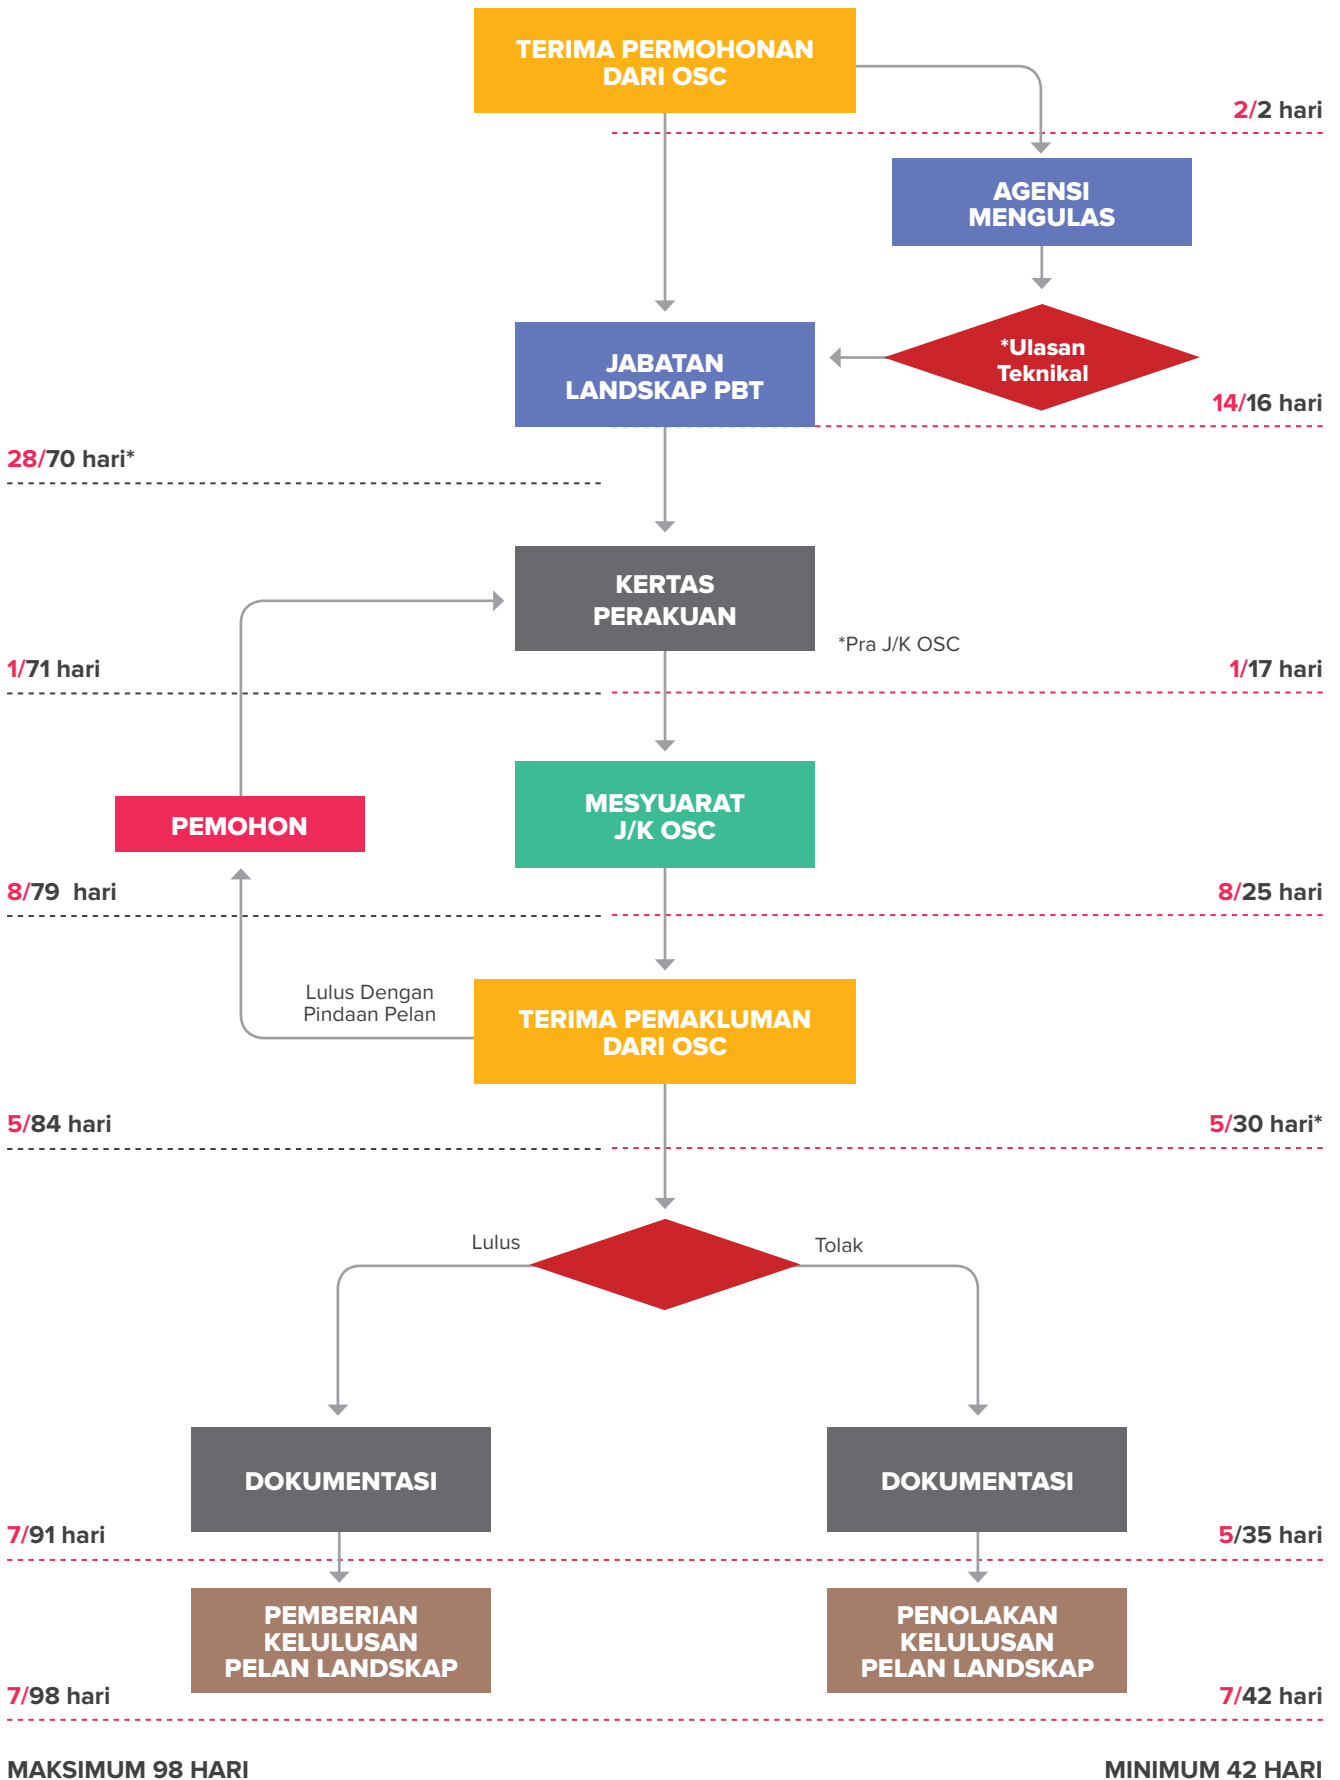 TERIMA PERMOHONAN
DARI OSC
2/2 hari
AGENSI
MENGULAS
*Ulasan
Teknikal
JABATAN
LANDSKAP PBT
14/16 hari
28/70 hari*
KERTAS
PERAKUAN
*Pra J/K OSC
1/71 hari
1/17 hari
MESYUARAT
J/K OSC
PEMOHON
8/79 hari
8/25 hari
Lulus Dengan
Pindaan Pelan
TERIMA PEMAKLUMAN
DARI OSC
5/84 hari
5/30 hari*
Lulus
Tolak
DOKUMENTASI
DOKUMENTASI
7/91 hari
5/35 hari
PEMBERIAN
KELULUSAN
PELAN LANDSKAP
PENOLAKAN
KELULUSAN
PELAN LANDSKAP
7/98 hari
7/42 hari
MAKSIMUM 98 HARI
MINIMUM 42 HARI